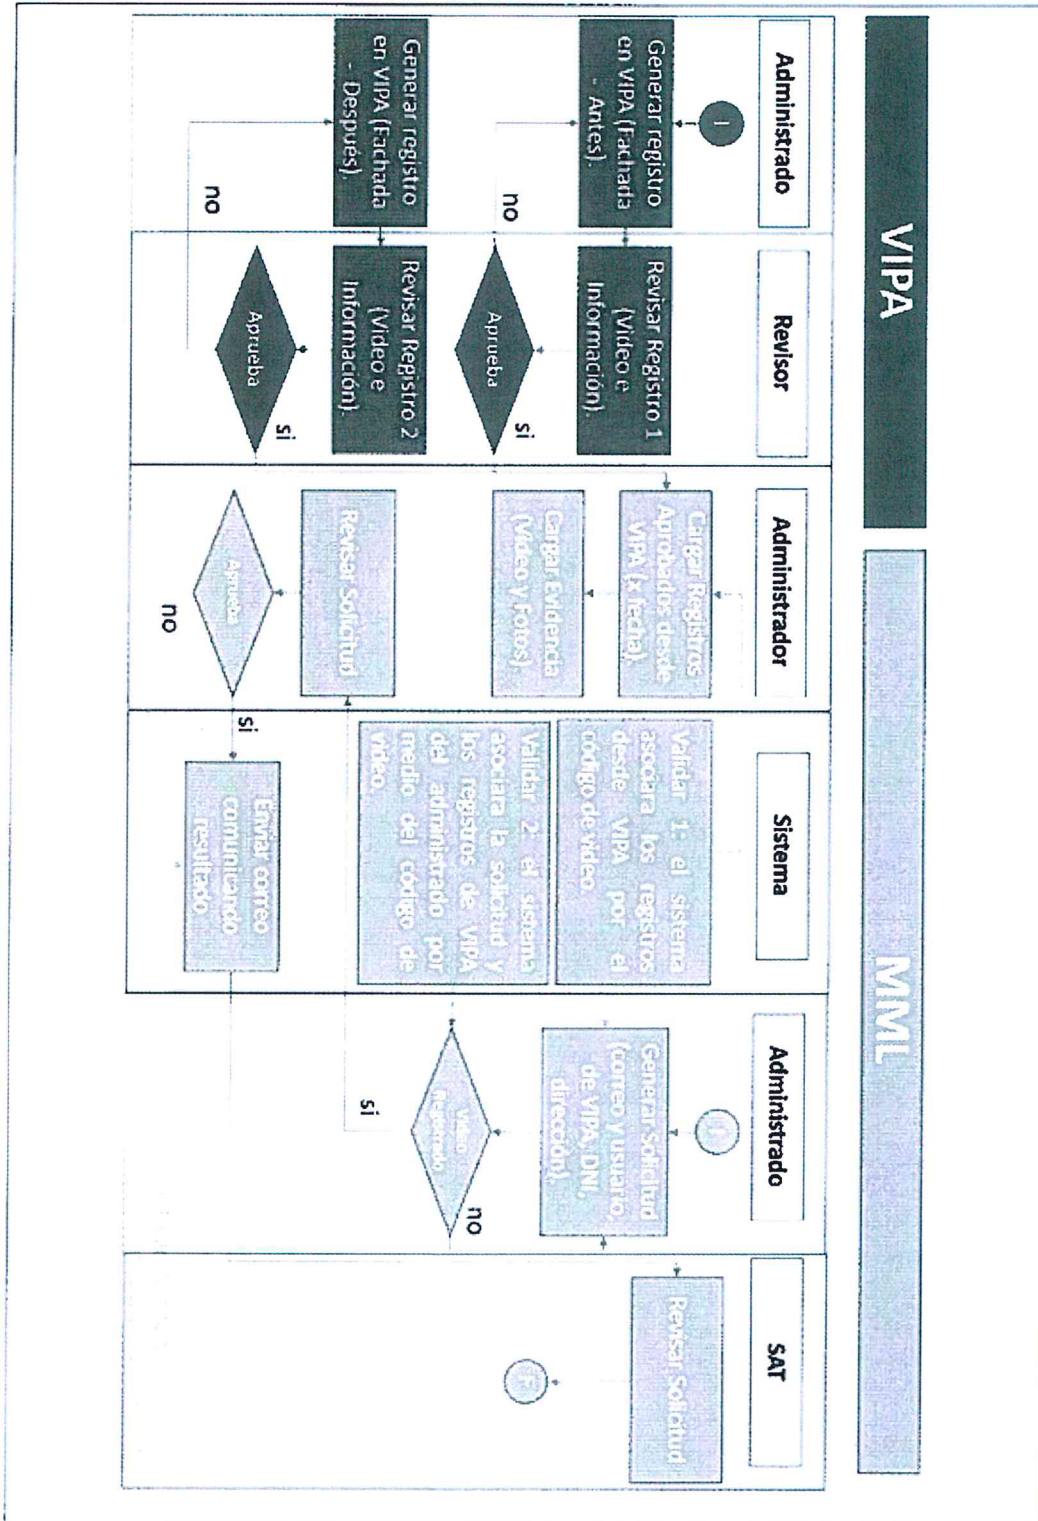 VIPA
MML
Administrado
Revisor
Administrador
Sistema
Administrado
SAT
I
Generar registro
en VIPA (Fachada
- Antes).
no
Generar registro
en VIPA (Fachada
- Después).
no
Revisar Registro 1
(Video e
Información).
Aprueba
si
Revisar Registro 2
(Video e
Información).
Aprueba
si
Cargar Registros
Aprobados desde
VIPA (x fecha).
Cargar Evidencia
(Video y Fotos).
Revisar Solicitud
Aprueba
no
si
Validar 1: el sistema
asociara los registros
desde VIPA por el
código de video
Validar 2: el sistema
asociara la solicitud y
los registros de VIPA
del administrado por
medio del código de
video.
Enviar correo
comunicando
resultado
Generar Solicitud
(correo y usuario,
de VIPA, DNI,
dirección).
Video
Registrado
no
si
Revisar Solicitud
F